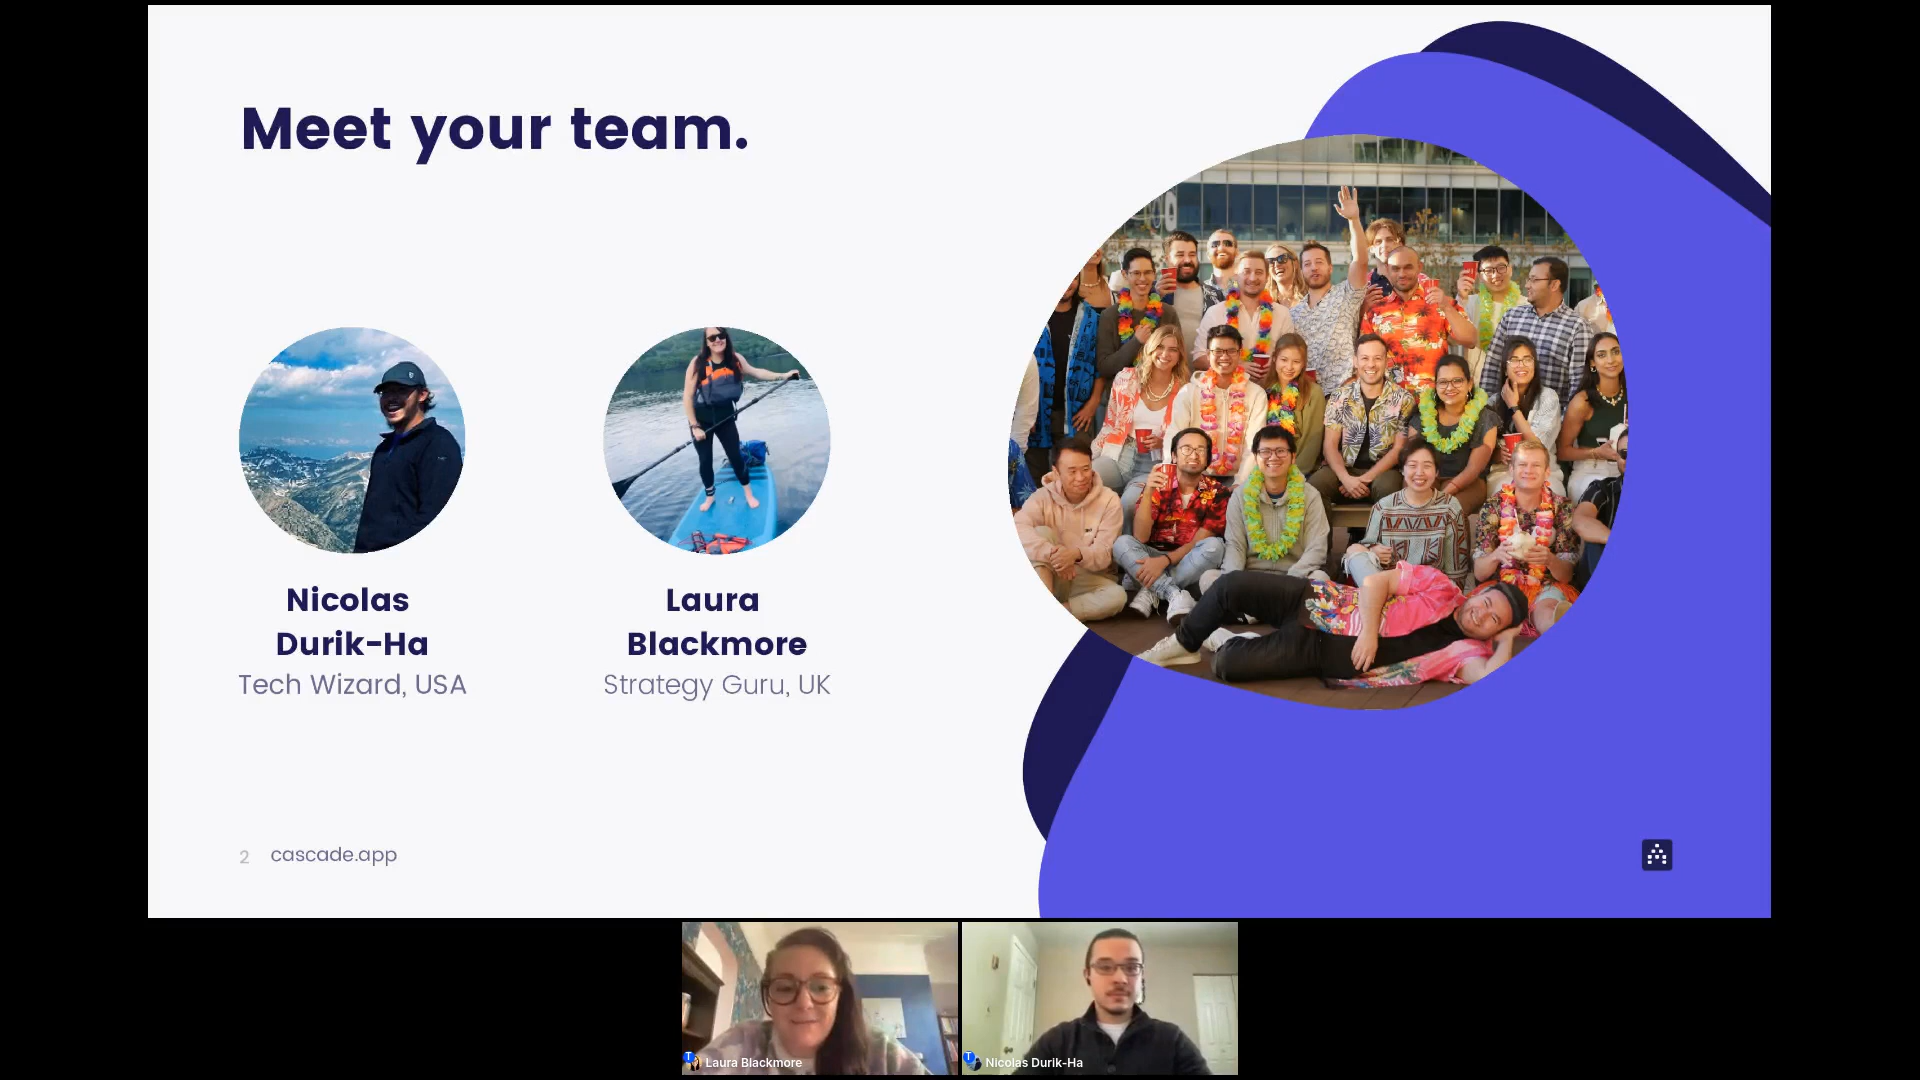 Meet your team.
Nicolas
Durik-Ha
Tech Wizard, USA
Laura
Blackmore
Strategy Guru, UK
2 cascade.app
T Laura Blackmore
T Nicolas Durik-Ha